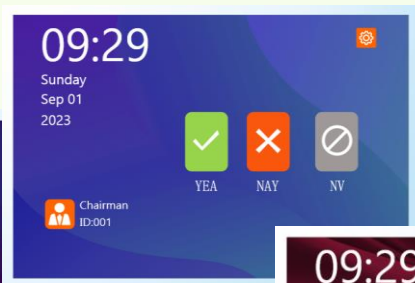 09:29
Sunday
Sep 01
2023
YEA NAY NV
Chairman
ID:001
09:29